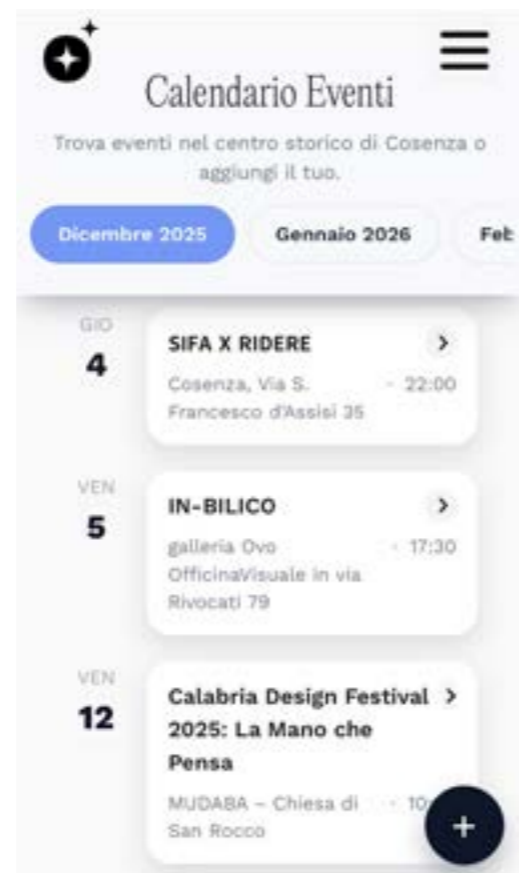 Calendario Eventi
Trova eventi nel centro storico di Cosenza o
aggiungi il tuo.
Dicembre 2025 Gennaio 2026 Feb
GIO
4
SIFA X RIDERE
Cosenza, Via S. - 22:00
Francesco d'Assisi 35
VEN
5
IN-BILICO
galleria Ovo - 17:30
OfficinaVisuale in via
Rivocati 79
VEN
12
Calabria Design Festival
2025: La Mano che
Pensa
MUDABA – Chiesa di - 10:
San Rocco
+